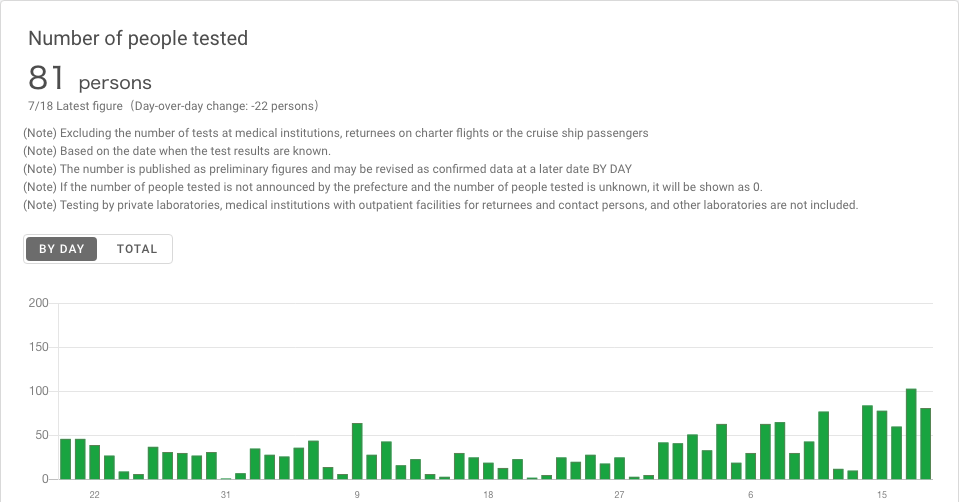 Number of people tested
81 persons
7/18 Latest figure（Day-over-day change: -22 persons）
(Note) Excluding the number of tests at medical institutions, returnees on charter flights or the cruise ship passengers
(Note) Based on the date when the test results are known.
(Note) The number is published as preliminary figures and may be revised as confirmed data at a later date BY DAY
(Note) If the number of people tested is not announced by the prefecture and the number of people tested is unknown, it will be shown as 0.
(Note) Testing by private laboratories, medical institutions with outpatient facilities for returnees and contact persons, and other laboratories are not included.
BY DAY TOTAL
200
150
100
50
0
22 31 9 18 27 6 15